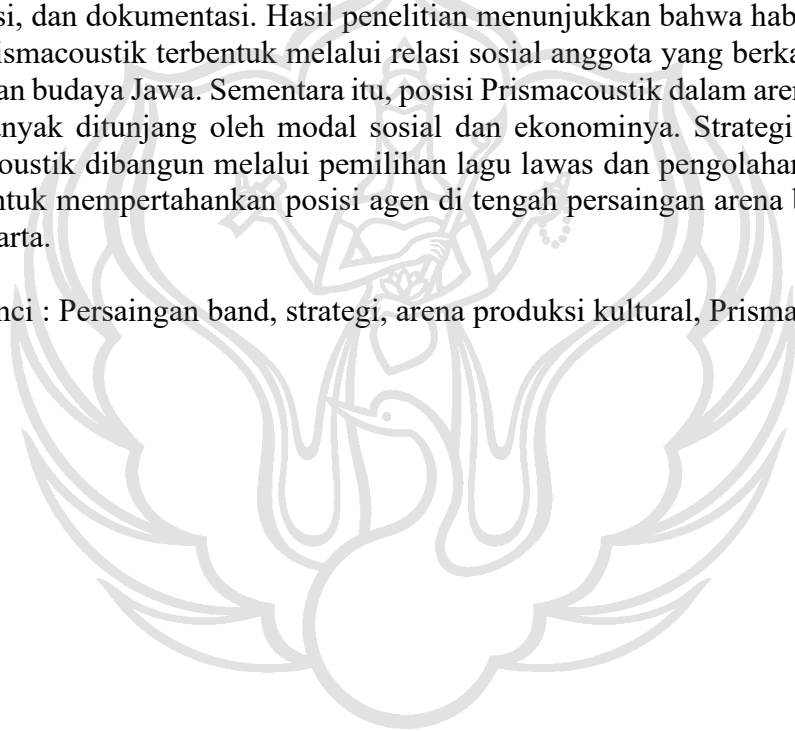 si, dan dokumentasi. Hasil penelitian menunjukkan bahwa hab
ismacoustik terbentuk melalui relasi sosial anggota yang berka
an budaya Jawa. Sementara itu, posisi Prismacoustik dalam aren
anyak ditunjang oleh modal sosial dan ekonominya. Strategi
oustik dibangun melalui pemilihan lagu lawas dan pengolahan
ntuk mempertahankan posisi agen di tengah persaingan arena b
arta.
nci : Persaingan band, strategi, arena produksi kultural, Prisma